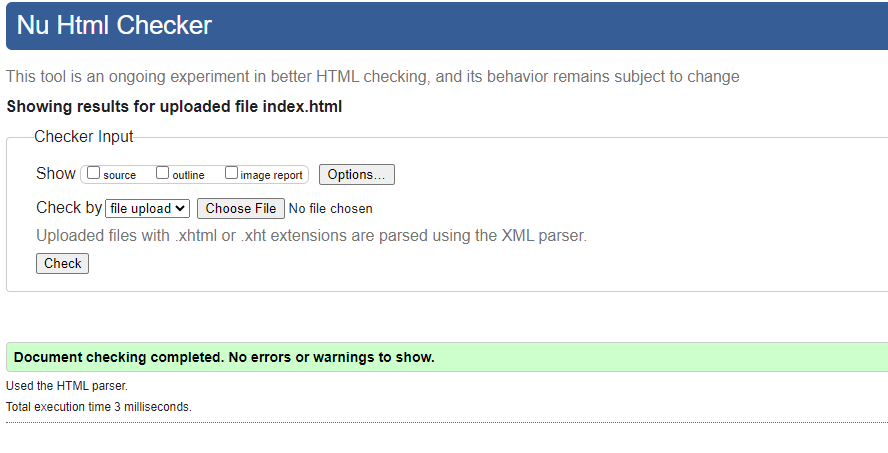 Nu Html Checker
This tool is an ongoing experiment in better HTML checking, and its behavior remains subject to change
Showing results for uploaded file index.html
Checker Input
Show source outline image report Options...
Check by file upload Choose File No file chosen
Uploaded files with .xhtml or .xht extensions are parsed using the XML parser.
Check
Document checking completed. No errors or warnings to show.
Used the HTML parser.
Total execution time 3 milliseconds.